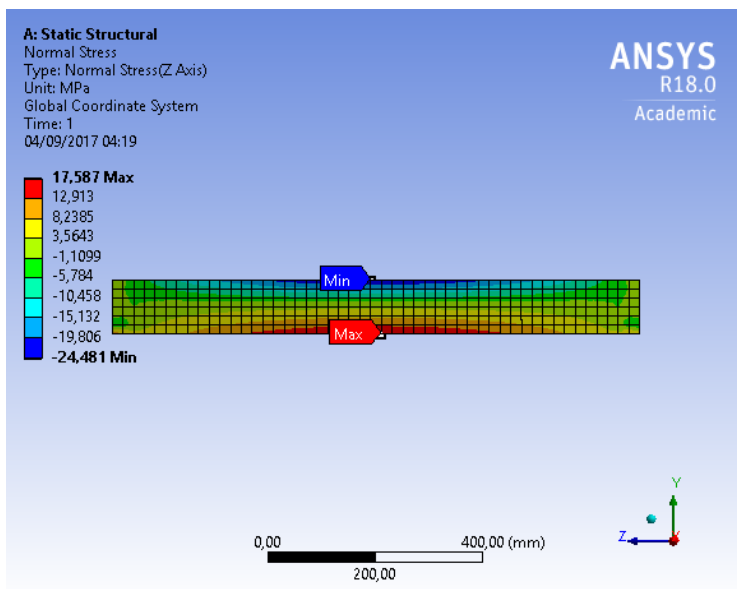 A: Static Structural
Normal Stress
Type: Normal Stress(Z Axis)
Unit: MPa
Global Coordinate System
Time: 1
04/09/2017 04:19
ANSYS
R18.0
Academic
17,587 Max
12,913
8,2385
3,5643
-1,1099
-5,784
-10,458
-15,132
-19,806
-24,481 Min
Min
Max
Y
Z
0,00
400,00 (mm)
200,00